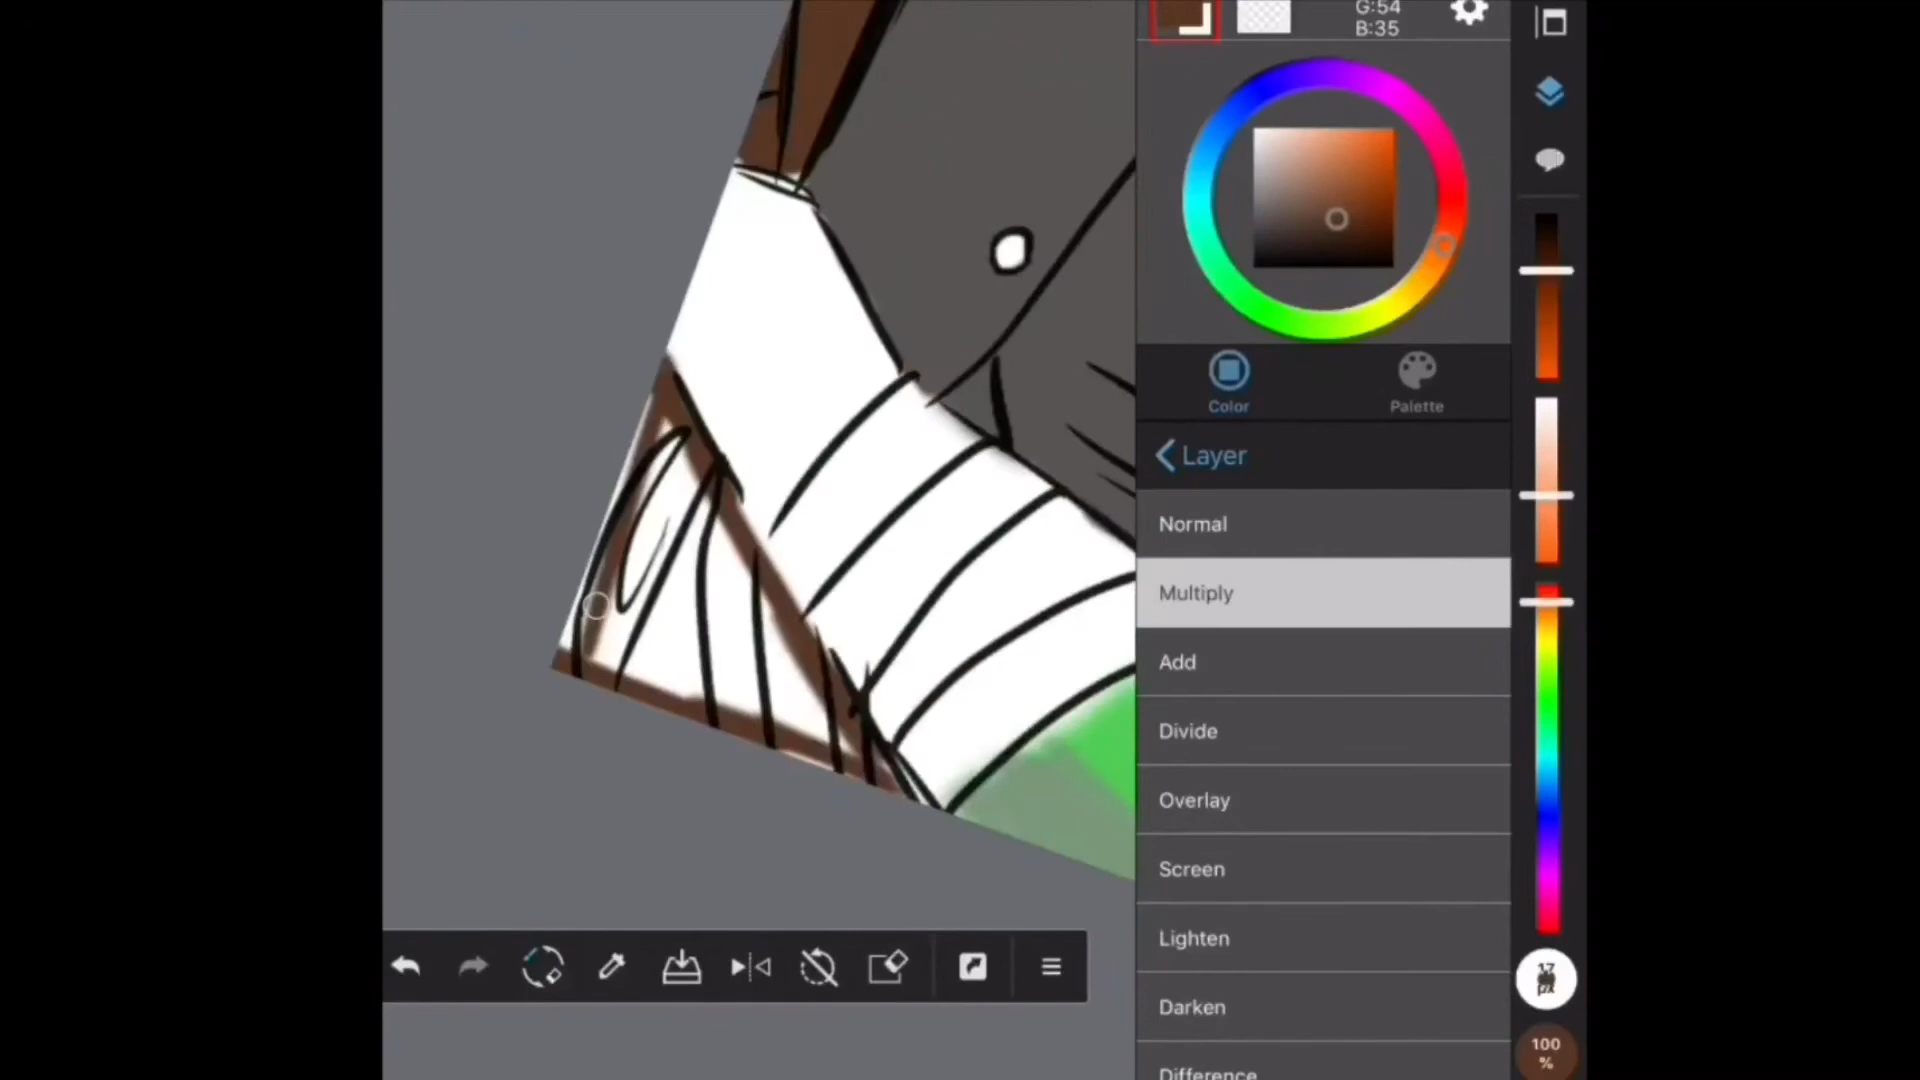 G:54
B:35
Color
Palette
Layer
Normal
Multiply
Add
Divide
Overlay
Screen
Lighten
Darken
Difference
100
%